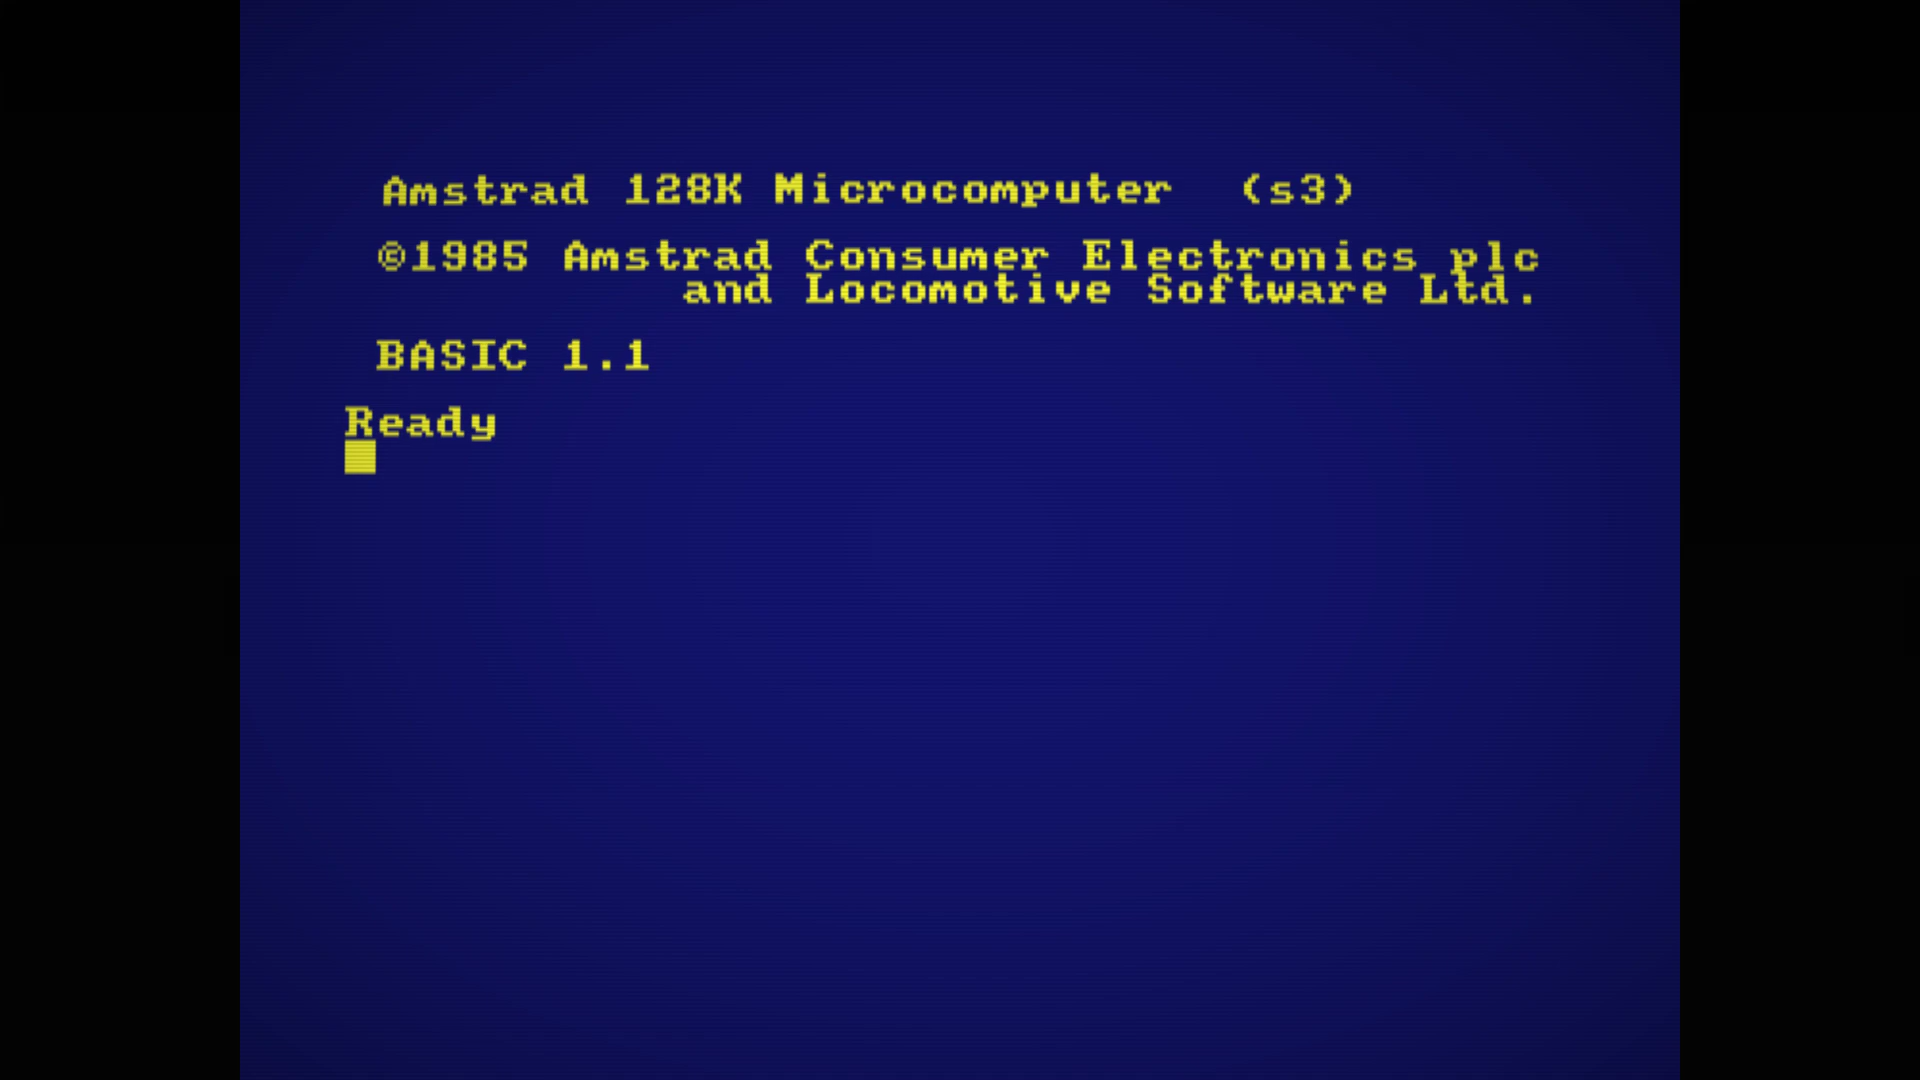 Amstrad 128K Microcomputer (s3)
©1985 Amstrad Consumer Electronics plc
and Locomotive Software Ltd.
BASIC 1.1
Ready